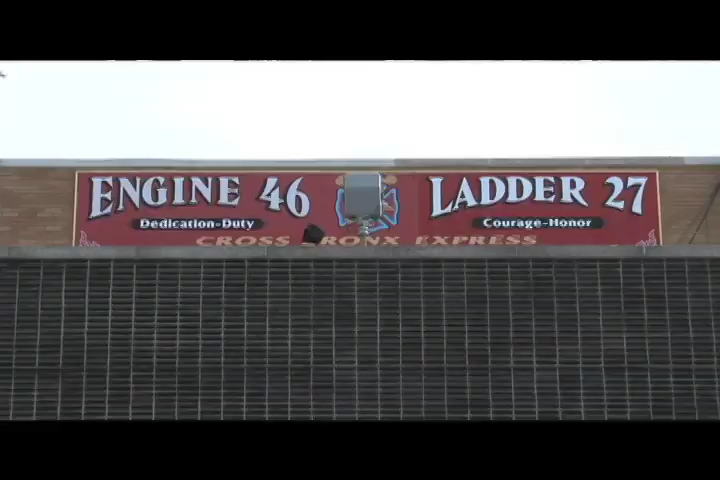 ENGINE 46 LADDER 27
Dedication-Duty Courage-Honor
CROSS BRONX EXPRESS